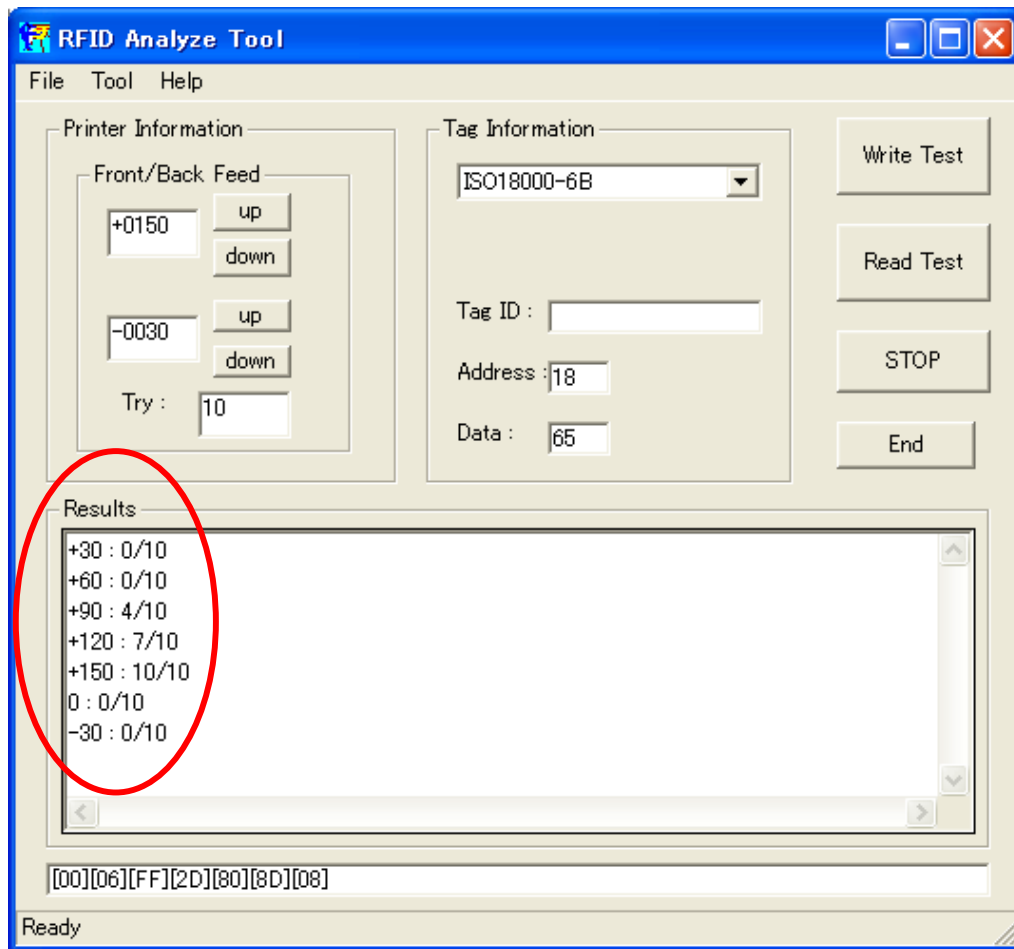 RFID Analyze Tool
File Tool Help
Printer Information
Front/Back Feed
+0150
up
down
-0030
up
down
Try : 10
Tag Information
ISO18000-6B
Tag ID :
Address : 18
Data : 65
Write Test
Read Test
STOP
End
Results
+30 : 0/10
+60 : 0/10
+90 : 4/10
+120 : 7/10
+150 : 10/10
0 : 0/10
-30 : 0/10
[00][06][FF][2D][80][8D][08]
Ready